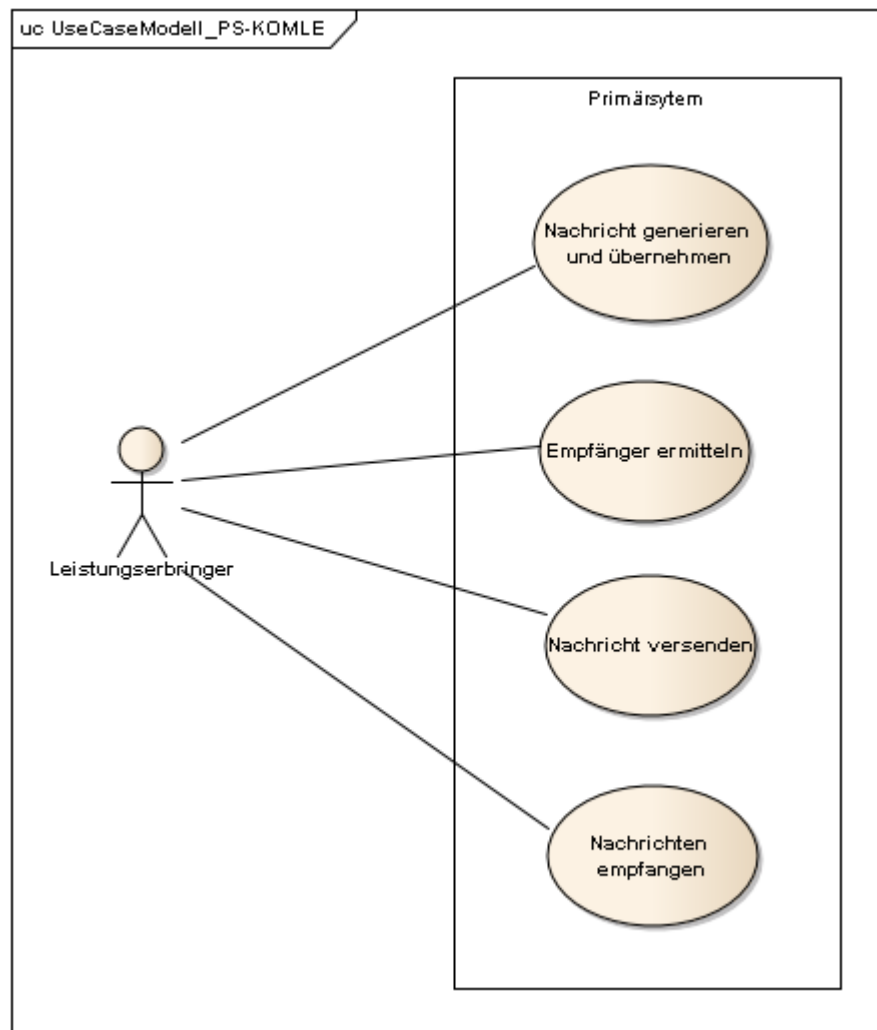 uc UseCaseModell_PS-KOMLE
Primärsytem
Nachricht generieren
und übernehmen
Empfänger ermitteln
Leistungserbringer
Nachricht versenden
Nachrichten
empfangen